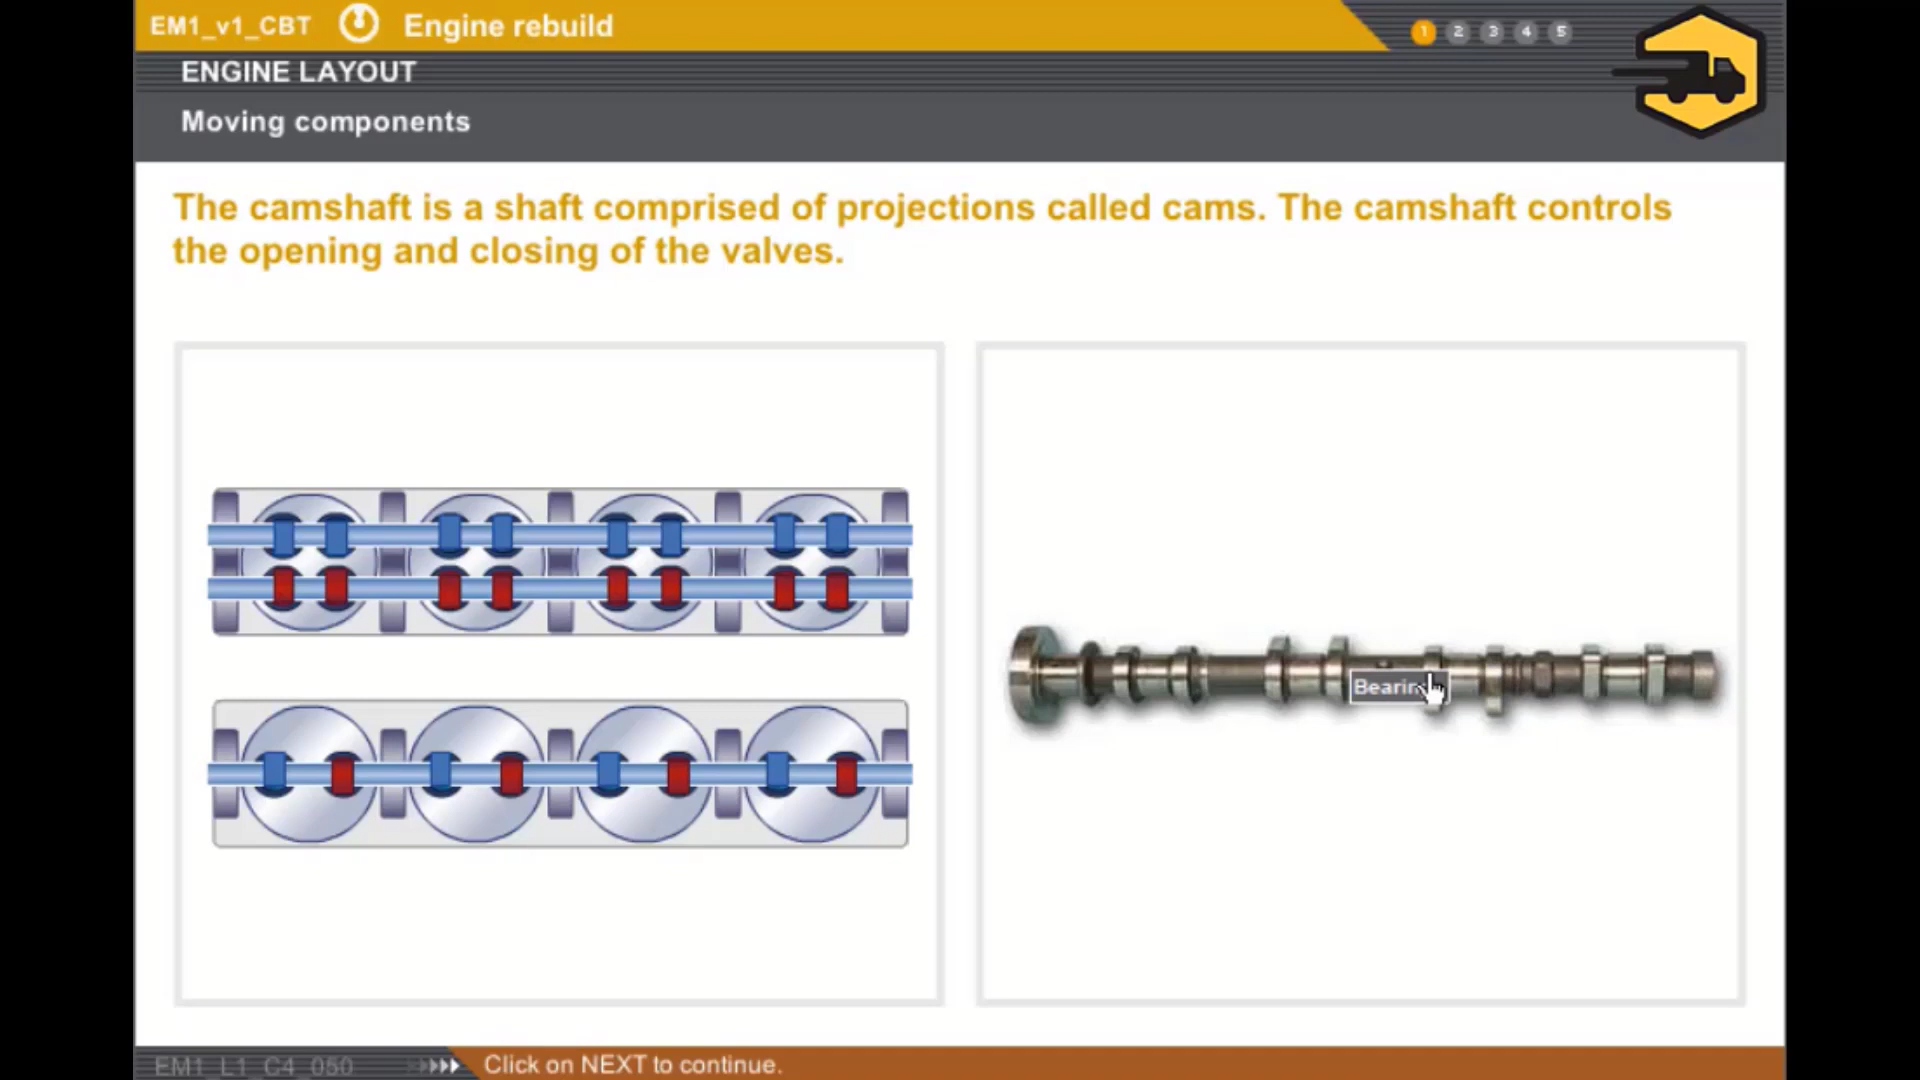 EM1_v1_CBT Engine rebuild
1 2 3 4 5
ENGINE LAYOUT
Moving components
The camshaft is a shaft comprised of projections called cams. The camshaft controls
the opening and closing of the valves.
EM1_L1_C4_050
Click on NEXT to continue.